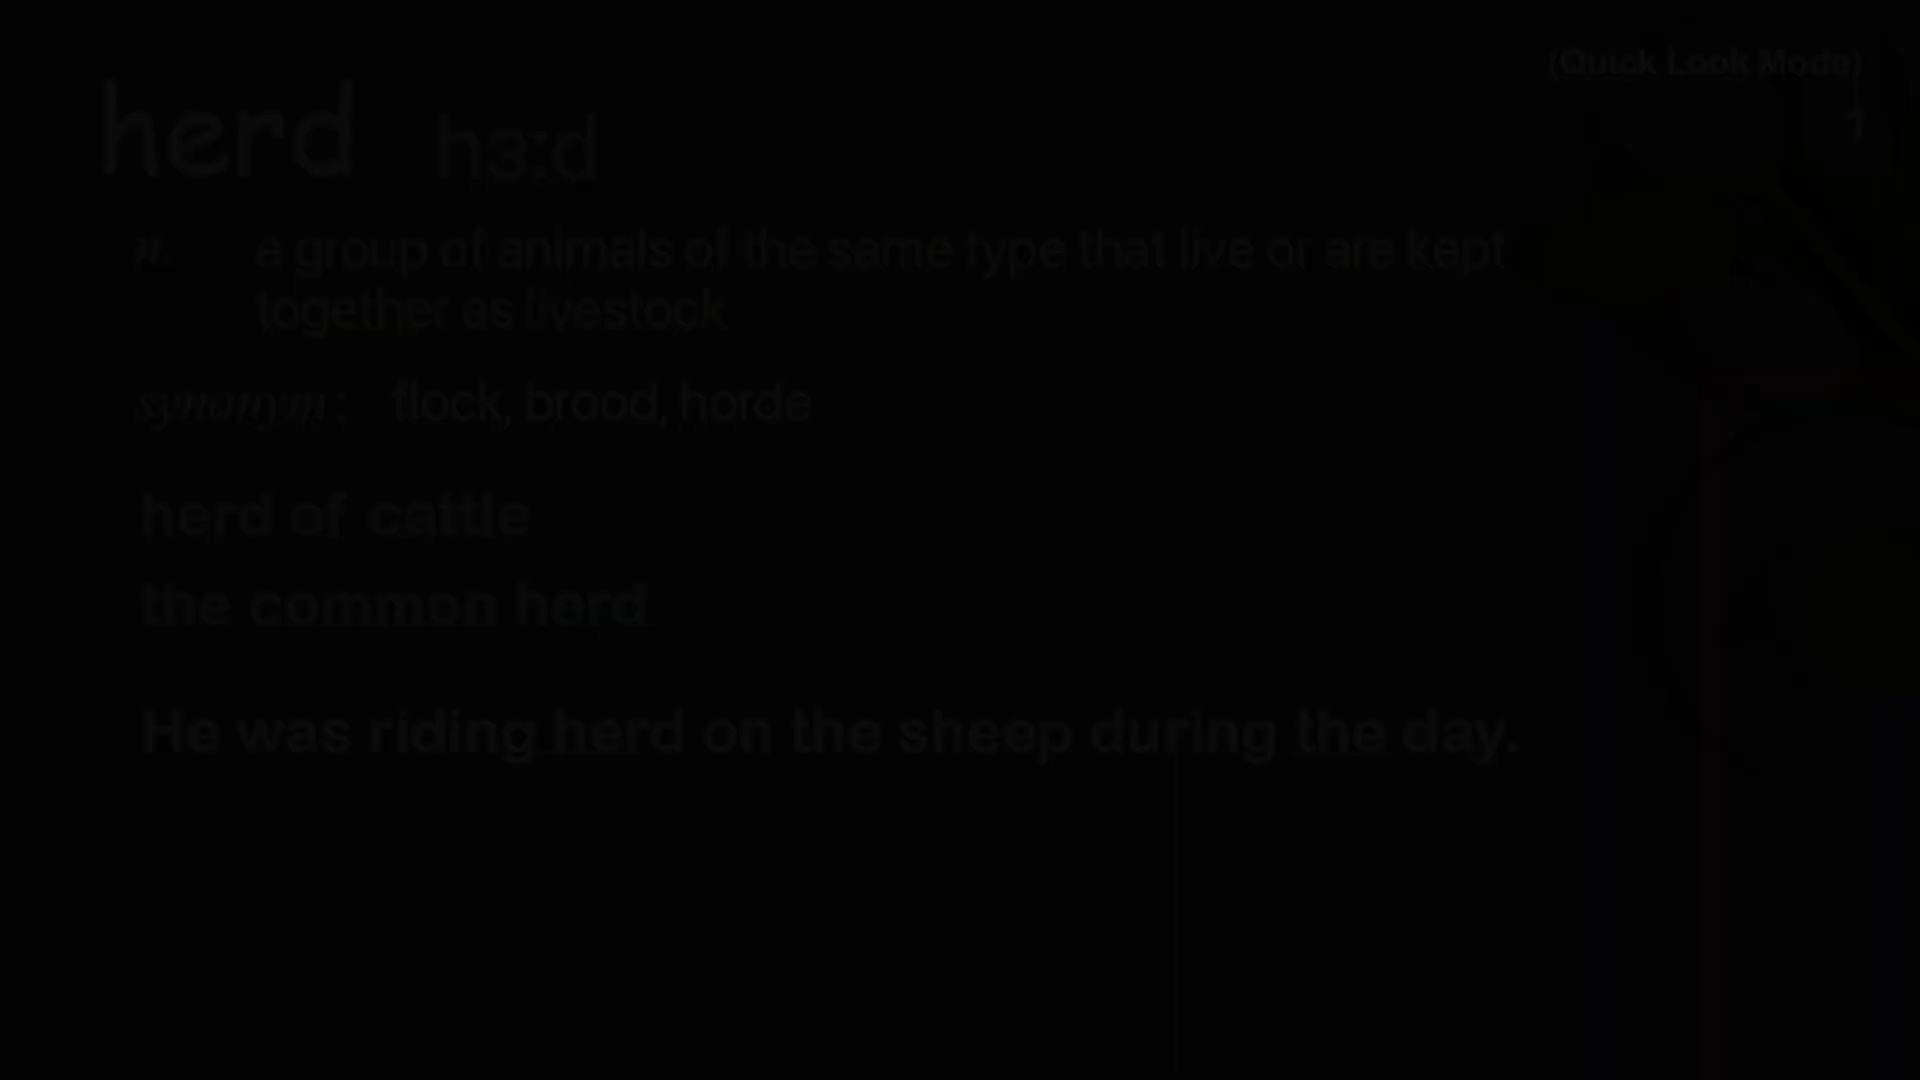 (Quick Look Mode)
1
herd hɜːd
n. a group of animals of the same type that live or are kept
together as livestock
synonym: flock, brood, horde
herd of cattle
the common herd
He was riding herd on the sheep during the day.